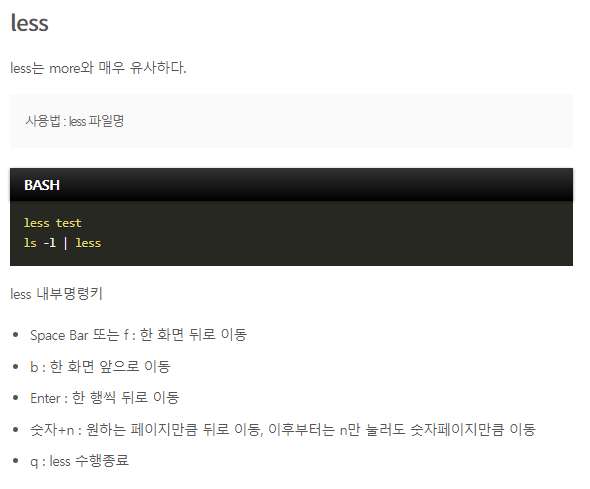 less
less는 more와 매우 유사하다.
사용법 : less 파일명
BASH
less test
ls -l | less
less 내부명령키
Space Bar 또는 f : 한 화면 뒤로 이동
b : 한 화면 앞으로 이동
Enter : 한 행씩 뒤로 이동
숫자+n : 원하는 페이지만큼 뒤로 이동, 이후부터는 n만 눌러도 숫자페이지만큼 이동
q : less 수행종료